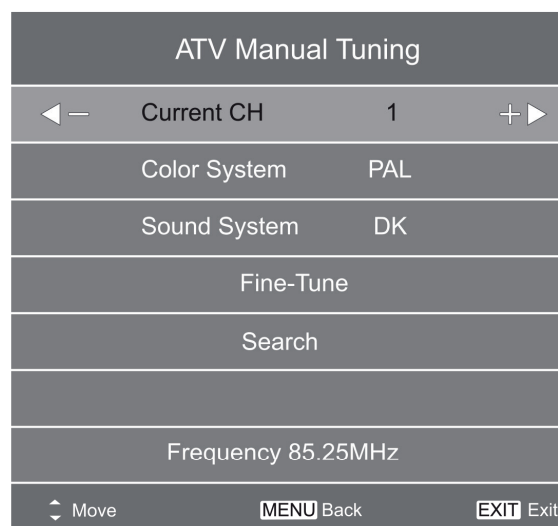 ATV Manual Tuning
− Current CH 1 +
Color System PAL
Sound System DK
Fine-Tune
Search
Frequency 85.25MHz
Move MENU Back EXIT Exit